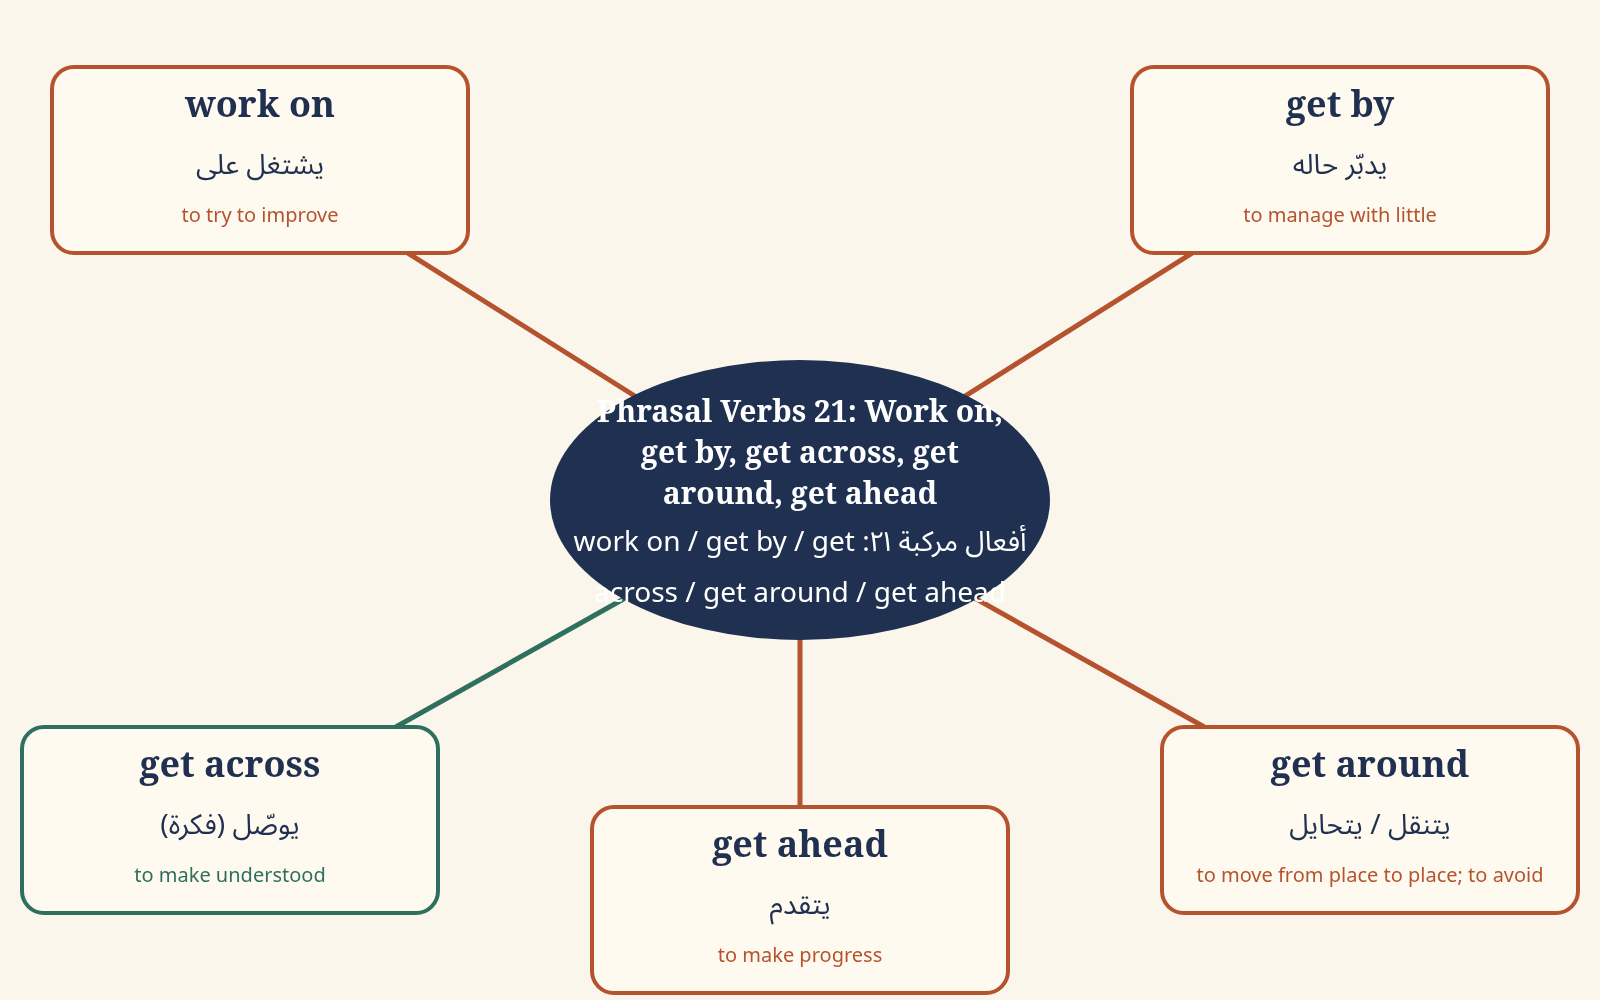 work on
يشتغل على
to try to improve
get by
يدبّر حاله
to manage with little
Phrasal Verbs 21: Work on,
get by, get across, get
around, get ahead
أفعال مركبة ٢١: work on / get by / get
across / get around / get ahead
get across
يوصّل (فكرة)
to make understood
get ahead
يتقدم
to make progress
get around
يتنقل / يتحايل
to move from place to place; to avoid